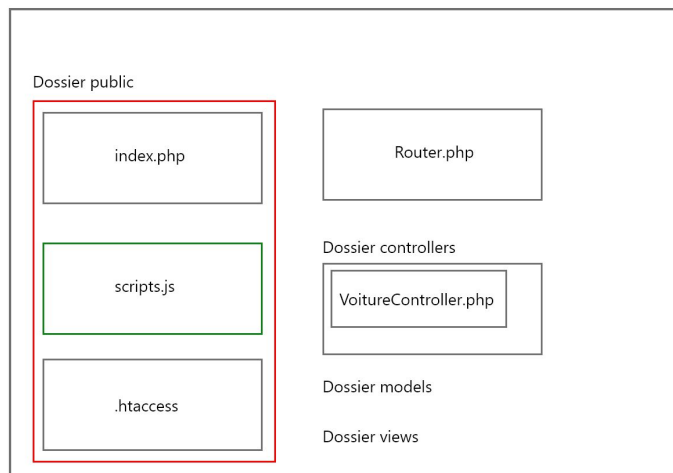 Dossier public
index.php
scripts.js
.htaccess
Router.php
Dossier controllers
VoitureController.php
Dossier models
Dossier views